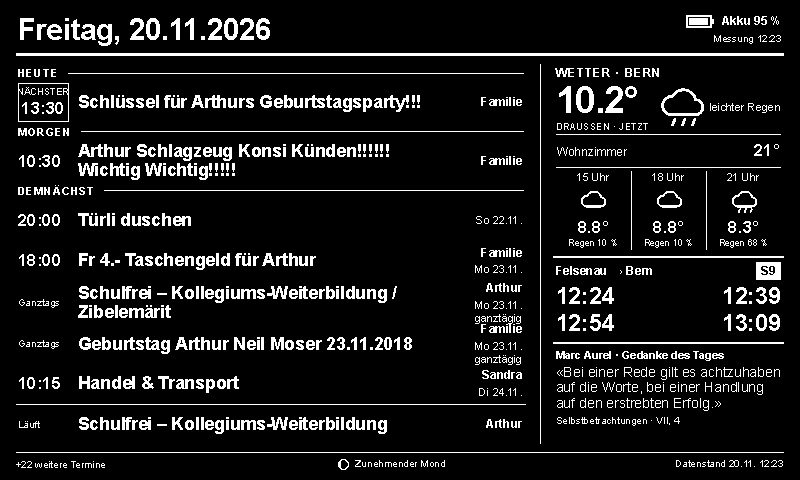 Freitag, 20.11.2026
Akku 95 %
Messung 12:23
HEUTE
NÄCHSTER
13:30
Schlüssel für Arthurs Geburtstagsparty!!!
Familie
MORGEN
10:30
Arthur Schlagzeug Konsi Künden!!!!!!
Wichtig Wichtig!!!!!
Familie
DEMNÄCHST
20:00
Türli duschen
So 22.11.
18:00
Fr 4.- Taschengeld für Arthur
Familie
Mo 23.11.
Ganztags
Schulfrei – Kollegiums-Weiterbildung /
Zibelemärit
Arthur
Mo 23.11.
ganztägig
Ganztags
Geburtstag Arthur Neil Moser 23.11.2018
Familie
Mo 23.11.
ganztägig
10:15
Handel & Transport
Sandra
Di 24.11.
Läuft
Schulfrei – Kollegiums-Weiterbildung
Arthur
WETTER · BERN
10.2°
leichter Regen
DRAUSSEN · JETZT
Wohnzimmer
21°
15 Uhr
18 Uhr
21 Uhr
8.8°
8.8°
8.3°
Regen 10 %
Regen 10 %
Regen 68 %
Felsenau → Bern
S9
12:24
12:39
12:54
13:09
Marc Aurel · Gedanke des Tages
«Bei einer Rede gilt es achtzuhaben
auf die Worte, bei einer Handlung
auf den erstrebten Erfolg.»
Selbstbetrachtungen · VII, 4
+22 weitere Termine
Zunehmender Mond
Datenstand 20.11. 12:23